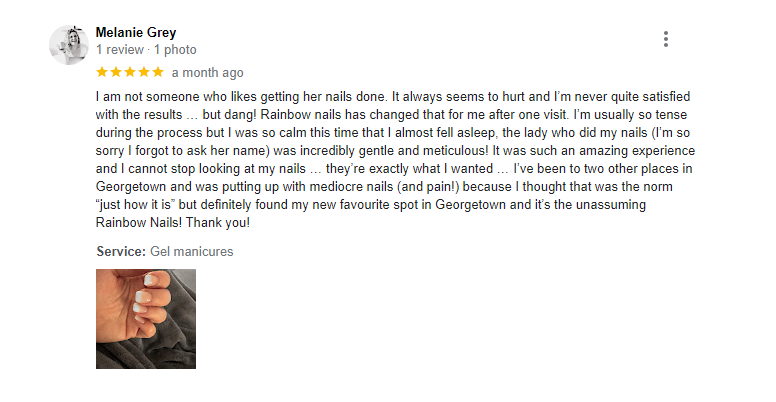 Melanie Grey
1 review · 1 photo
a month ago
I am not someone who likes getting her nails done. It always seems to hurt and I’m never quite satisfied
with the results … but dang! Rainbow nails has changed that for me after one visit. I’m usually so tense
during the process but I was so calm this time that I almost fell asleep, the lady who did my nails (I’m so
sorry I forgot to ask her name) was incredibly gentle and meticulous! It was such an amazing experience
and I cannot stop looking at my nails … they’re exactly what I wanted … I’ve been to two other places in
Georgetown and was putting up with mediocre nails (and pain!) because I thought that was the norm
“just how it is” but definitely found my new favourite spot in Georgetown and it’s the unassuming
Rainbow Nails! Thank you!
Service: Gel manicures